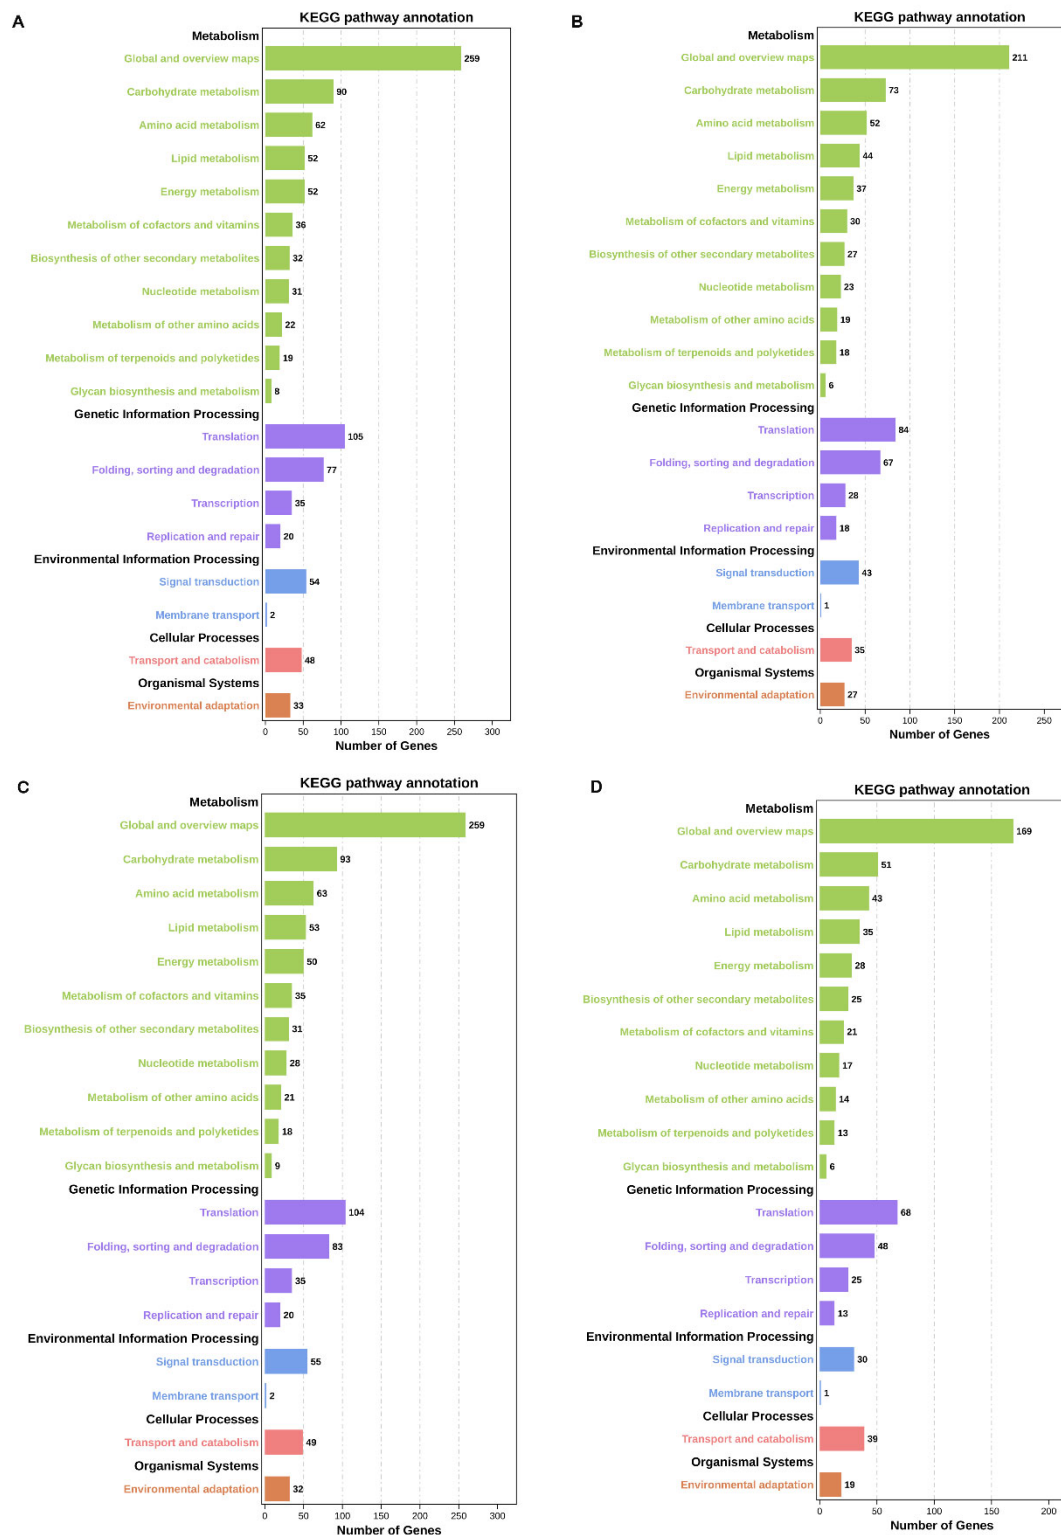 A
KEGG pathway annotation
Metabolism
Global and overview maps 259
Carbohydrate metabolism 90
Amino acid metabolism 62
Lipid metabolism 52
Energy metabolism 52
Metabolism of cofactors and vitamins 36
Biosynthesis of other secondary metabolites 32
Nucleotide metabolism 31
Metabolism of other amino acids 22
Metabolism of terpenoids and polyketides 19
Glycan biosynthesis and metabolism 8
Genetic Information Processing
Translation 105
Folding, sorting and degradation 77
Transcription 35
Replication and repair 20
Environmental Information Processing
Signal transduction 54
Membrane transport 2
Cellular Processes
Transport and catabolism 48
Organismal Systems
Environmental adaptation 33
0 50 100 150 200 250 300
Number of Genes
B
KEGG pathway annotation
Metabolism
Global and overview maps 211
Carbohydrate metabolism 73
Amino acid metabolism 52
Lipid metabolism 44
Energy metabolism 37
Metabolism of cofactors and vitamins 30
Biosynthesis of other secondary metabolites 27
Nucleotide metabolism 23
Metabolism of other amino acids 19
Metabolism of terpenoids and polyketides 18
Glycan biosynthesis and metabolism 6
Genetic Information Processing
Translation 84
Folding, sorting and degradation 67
Transcription 28
Replication and repair 18
Environmental Information Processing
Signal transduction 43
Membrane transport 1
Cellular Processes
Transport and catabolism 35
Organismal Systems
Environmental adaptation 27
0 50 100 150 200 250
Number of Genes
C
KEGG pathway annotation
Metabolism
Global and overview maps 259
Carbohydrate metabolism 93
Amino acid metabolism 63
Lipid metabolism 53
Energy metabolism 50
Metabolism of cofactors and vitamins 35
Biosynthesis of other secondary metabolites 31
Nucleotide metabolism 28
Metabolism of other amino acids 21
Metabolism of terpenoids and polyketides 18
Glycan biosynthesis and metabolism 9
Genetic Information Processing
Translation 104
Folding, sorting and degradation 83
Transcription 35
Replication and repair 20
Environmental Information Processing
Signal transduction 55
Membrane transport 2
Cellular Processes
Transport and catabolism 49
Organismal Systems
Environmental adaptation 32
0 50 100 150 200 250 300
Number of Genes
D
KEGG pathway annotation
Metabolism
Global and overview maps 169
Carbohydrate metabolism 51
Amino acid metabolism 43
Lipid metabolism 35
Energy metabolism 28
Biosynthesis of other secondary metabolites 25
Metabolism of cofactors and vitamins 21
Nucleotide metabolism 17
Metabolism of other amino acids 14
Metabolism of terpenoids and polyketides 13
Glycan biosynthesis and metabolism 6
Genetic Information Processing
Translation 68
Folding, sorting and degradation 48
Transcription 25
Replication and repair 13
Environmental Information Processing
Signal transduction 30
Membrane transport 1
Cellular Processes
Transport and catabolism 39
Organismal Systems
Environmental adaptation 19
0 50 100 150 200
Number of Genes